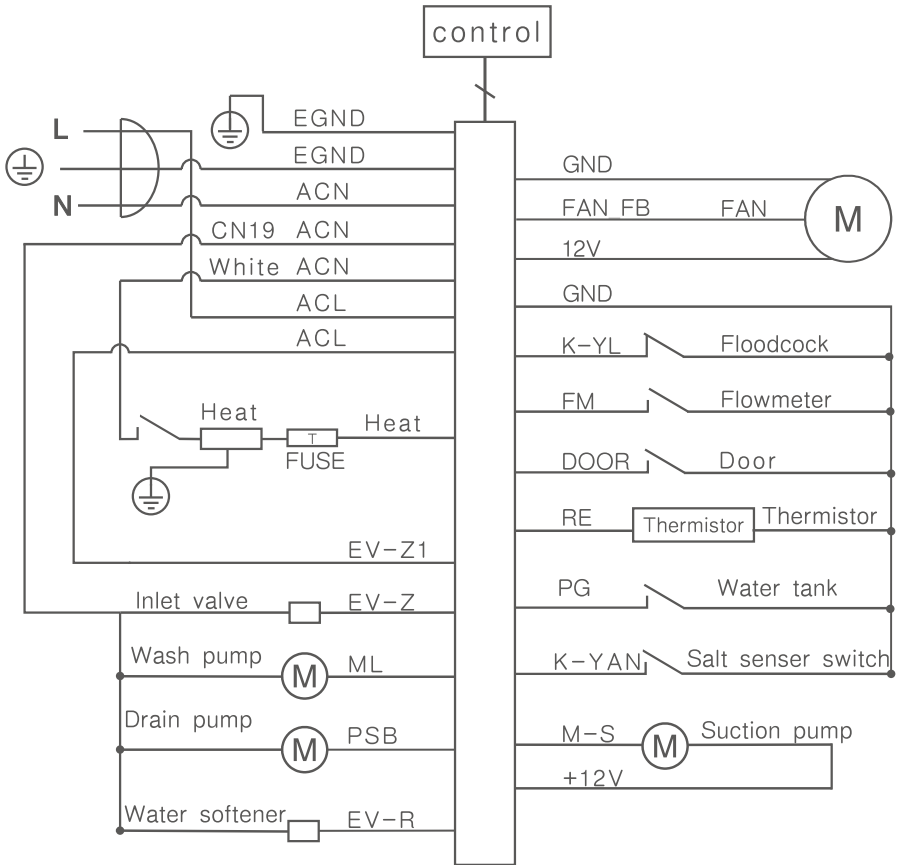 control
L
EGND
EGND
N
ACN
CN19 ACN
White ACN
ACL
ACL
Heat
Heat
T
FUSE
EV-Z1
Inlet valve
EV-Z
Wash pump
M
ML
Drain pump
M
PSB
Water softener
EV-R
GND
FAN_FB
FAN
M
12V
GND
K-YL
Floodcock
FM
Flowmeter
DOOR
Door
RE
Thermistor
Thermistor
PG
Water tank
K-YAN
Salt senser switch
M-S
M
Suction pump
+12V